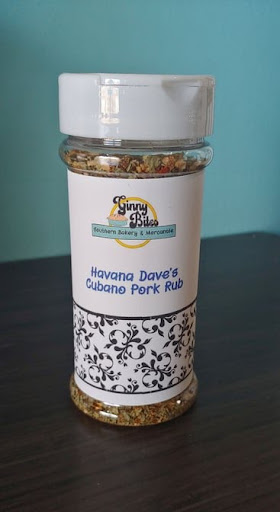 Ginny
Bites
Southern Bakery & Mercantile
Havana Dave's
Cubano Pork Rub